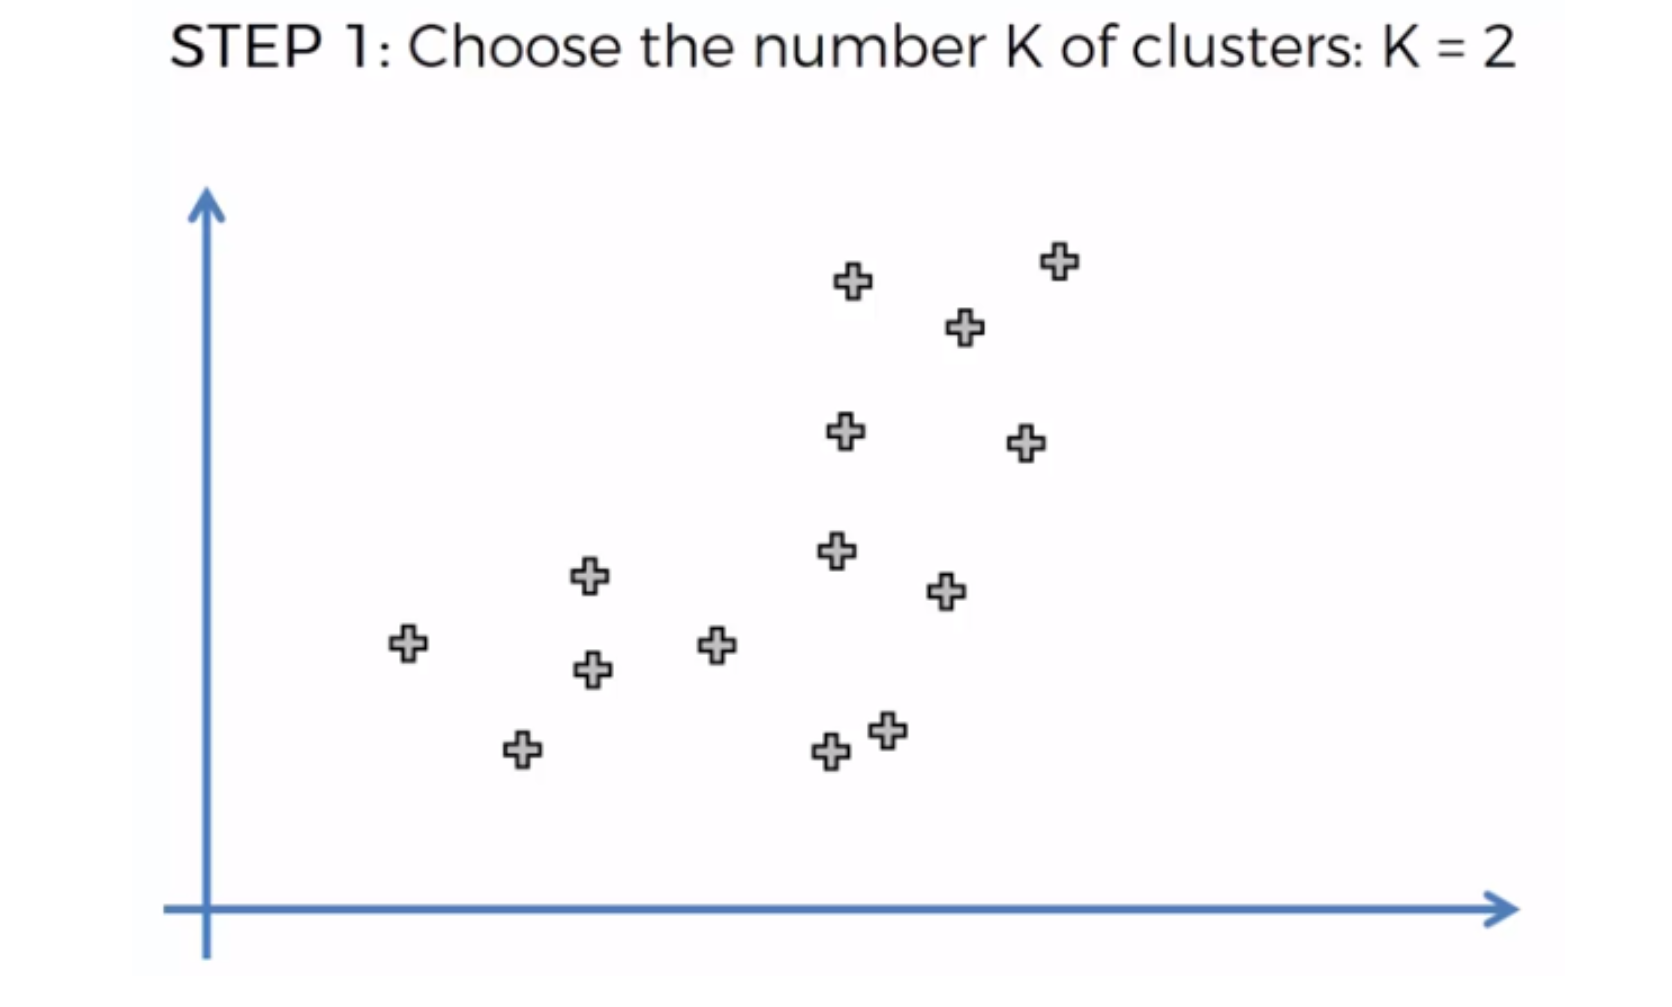 STEP 1: Choose the number K of clusters: K = 2